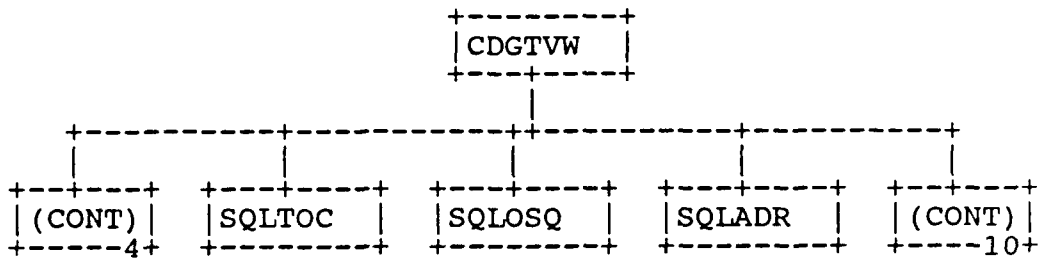 CDGTVW
(CONT) SQLTOC SQLOSQ SQLADR (CONT)
4 10